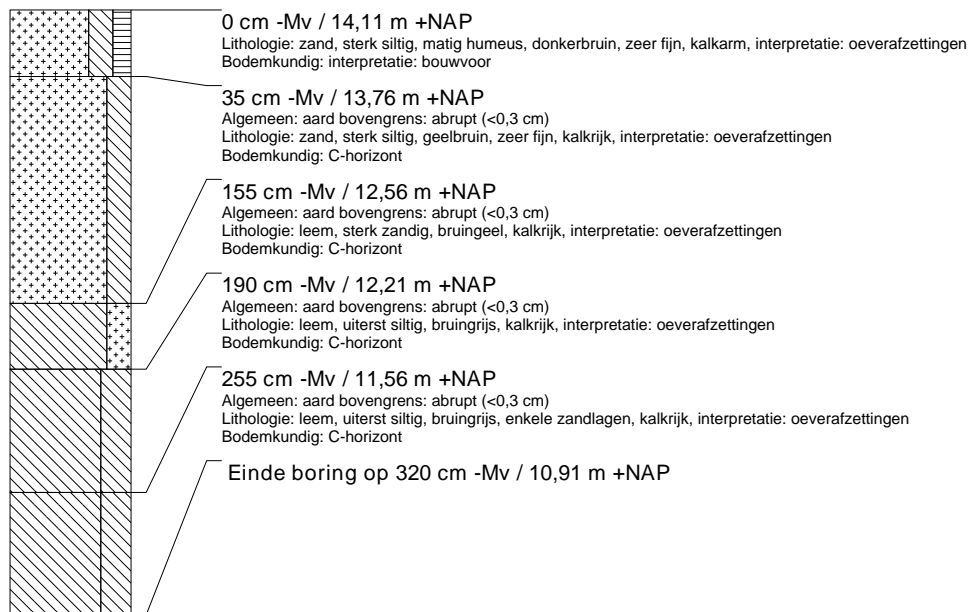 0 cm -Mv / 14,11 m +NAP
Lithologie: zand, sterk siltig, matig humeus, donkerbruin, zeer fijn, kalkarm, interpretatie: oeverafzettingen
Bodemkundig: interpretatie: bouwvoor
35 cm -Mv / 13,76 m +NAP
Algemeen: aard bovengrens: abrupt (<0,3 cm)
Lithologie: zand, sterk siltig, geelbruin, zeer fijn, kalkrijk, interpretatie: oeverafzettingen
Bodemkundig: C-horizont
155 cm -Mv / 12,56 m +NAP
Algemeen: aard bovengrens: abrupt (<0,3 cm)
Lithologie: leem, sterk zandig, bruingeel, kalkrijk, interpretatie: oeverafzettingen
Bodemkundig: C-horizont
190 cm -Mv / 12,21 m +NAP
Algemeen: aard bovengrens: abrupt (<0,3 cm)
Lithologie: leem, uiterst siltig, bruingrijs, kalkrijk, interpretatie: oeverafzettingen
Bodemkundig: C-horizont
255 cm -Mv / 11,56 m +NAP
Algemeen: aard bovengrens: abrupt (<0,3 cm)
Lithologie: leem, uiterst siltig, bruingrijs, enkele zandlagen, kalkrijk, interpretatie: oeverafzettingen
Bodemkundig: C-horizont
Einde boring op 320 cm -Mv / 10,91 m +NAP